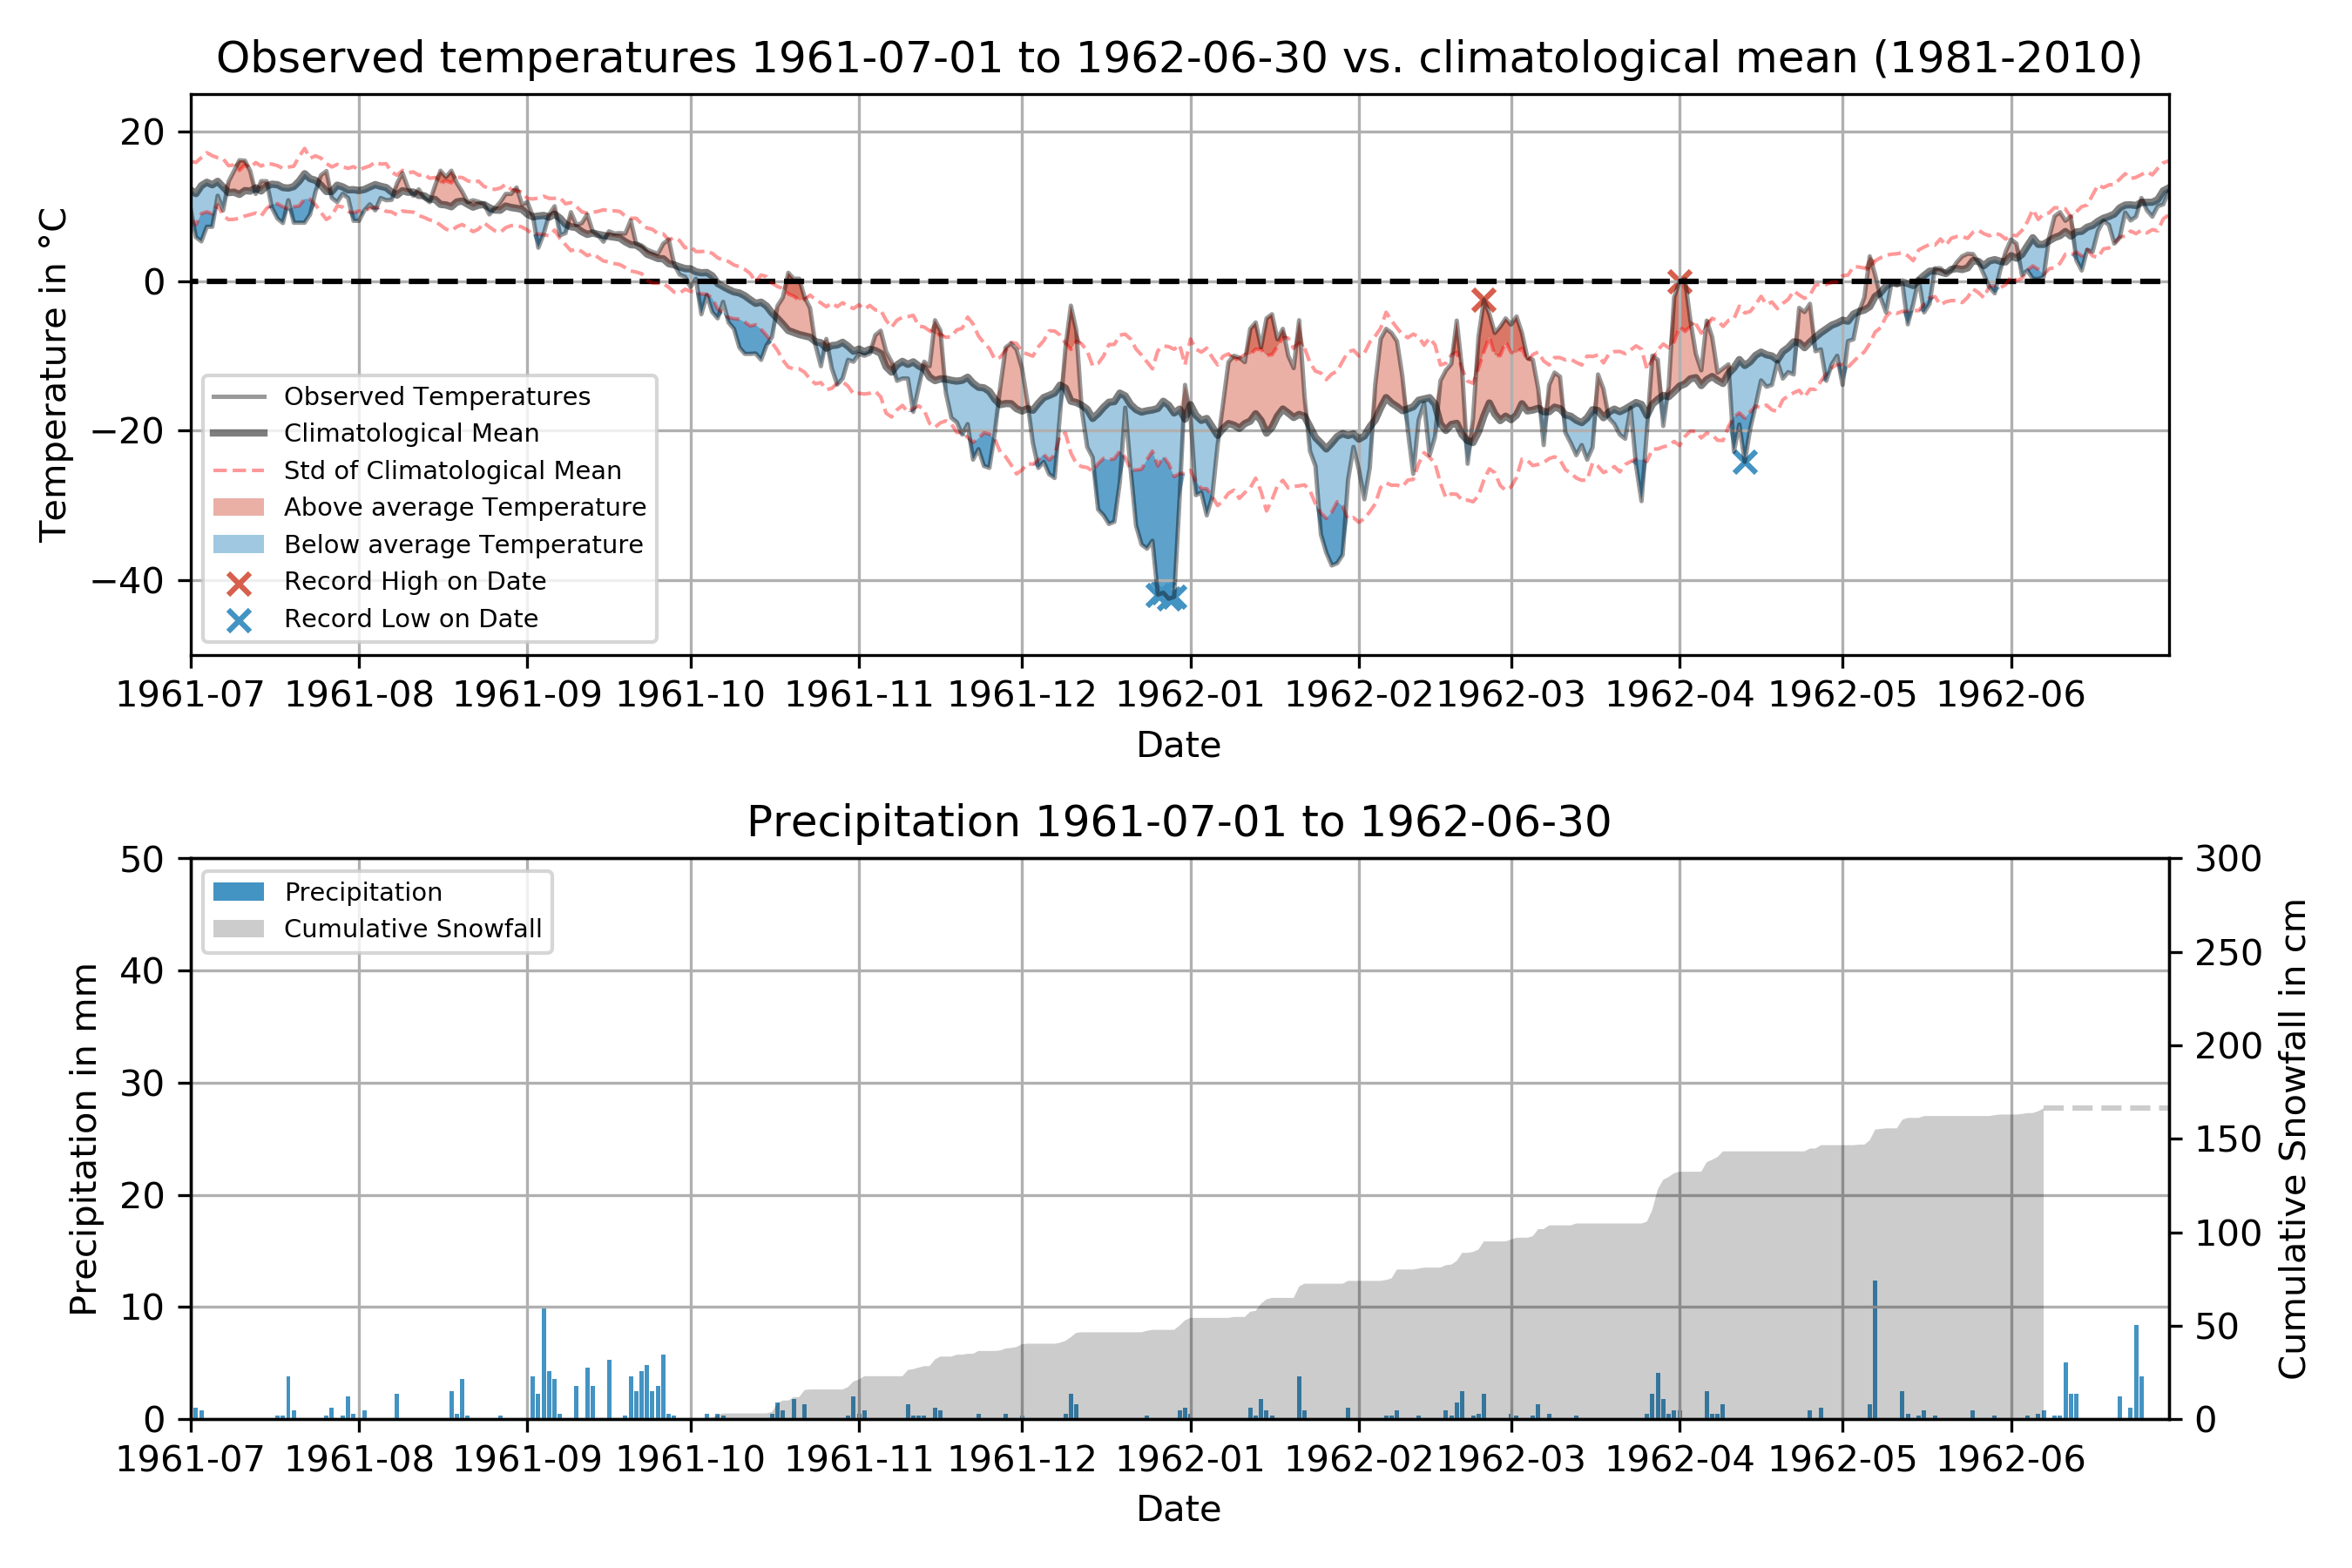 Observed temperatures 1961-07-01 to 1962-06-30 vs. climatological mean (1981-2010)
Temperature in °C
20
0
−20
−40
Observed Temperatures
Climatological Mean
Std of Climatological Mean
Above average Temperature
Below average Temperature
Record High on Date
Record Low on Date
1961-07 1961-08 1961-09 1961-10 1961-11 1961-12 1962-01 1962-02 1962-03 1962-04 1962-05 1962-06
Date
Precipitation 1961-07-01 to 1962-06-30
Precipitation in mm
50
40
30
20
10
0
Precipitation
Cumulative Snowfall
300
250
200
150
100
50
0
Cumulative Snowfall in cm
1961-07 1961-08 1961-09 1961-10 1961-11 1961-12 1962-01 1962-02 1962-03 1962-04 1962-05 1962-06
Date